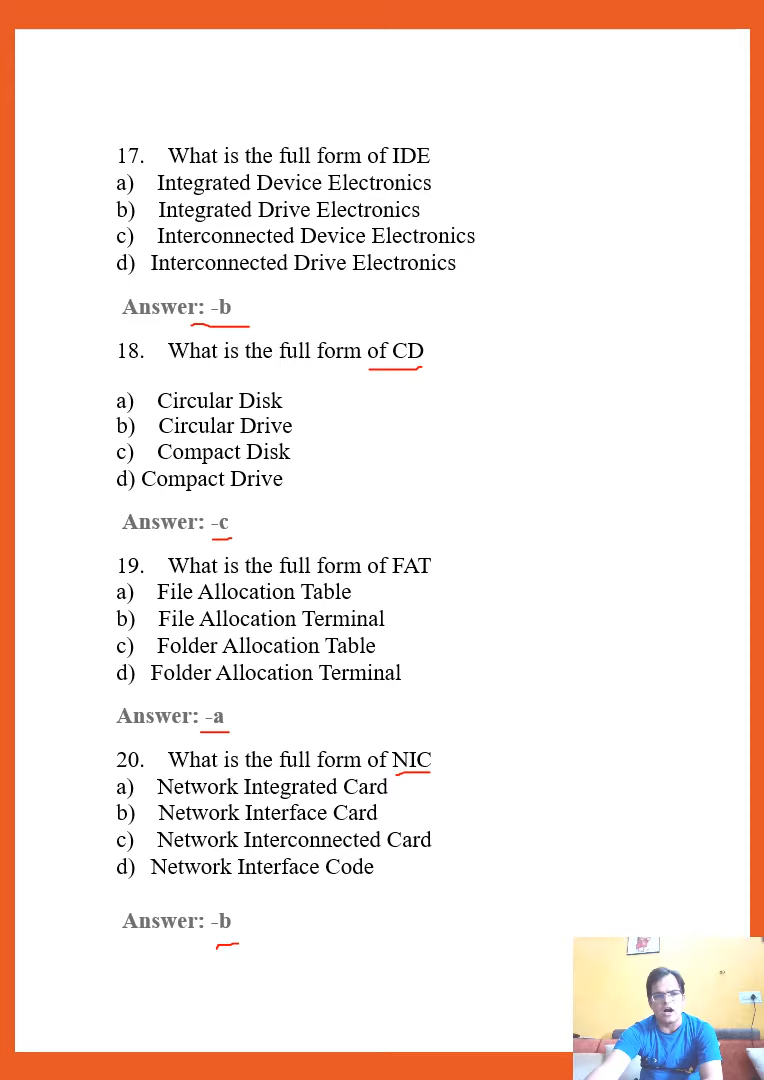 17. What is the full form of IDE
a) Integrated Device Electronics
b) Integrated Drive Electronics
c) Interconnected Device Electronics
d) Interconnected Drive Electronics
Answer: -b
18. What is the full form of CD
a) Circular Disk
b) Circular Drive
c) Compact Disk
d) Compact Drive
Answer: -c
19. What is the full form of FAT
a) File Allocation Table
b) File Allocation Terminal
c) Folder Allocation Table
d) Folder Allocation Terminal
Answer: -a
20. What is the full form of NIC
a) Network Integrated Card
b) Network Interface Card
c) Network Interconnected Card
d) Network Interface Code
Answer: -b